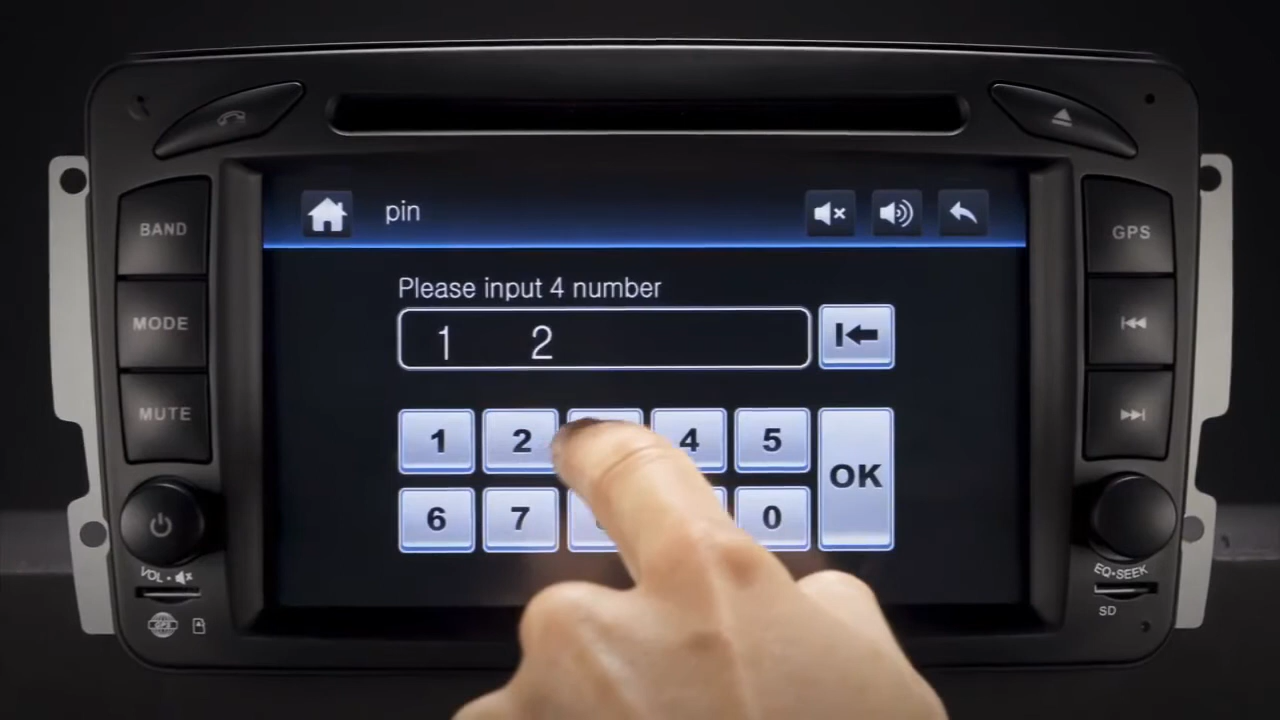 pin
BAND
GPS
Please input 4 number
MODE
1 2
MUTE
1 2 4 5
OK
6 7 0
VOL
EQ•SEEK
SD
GPS